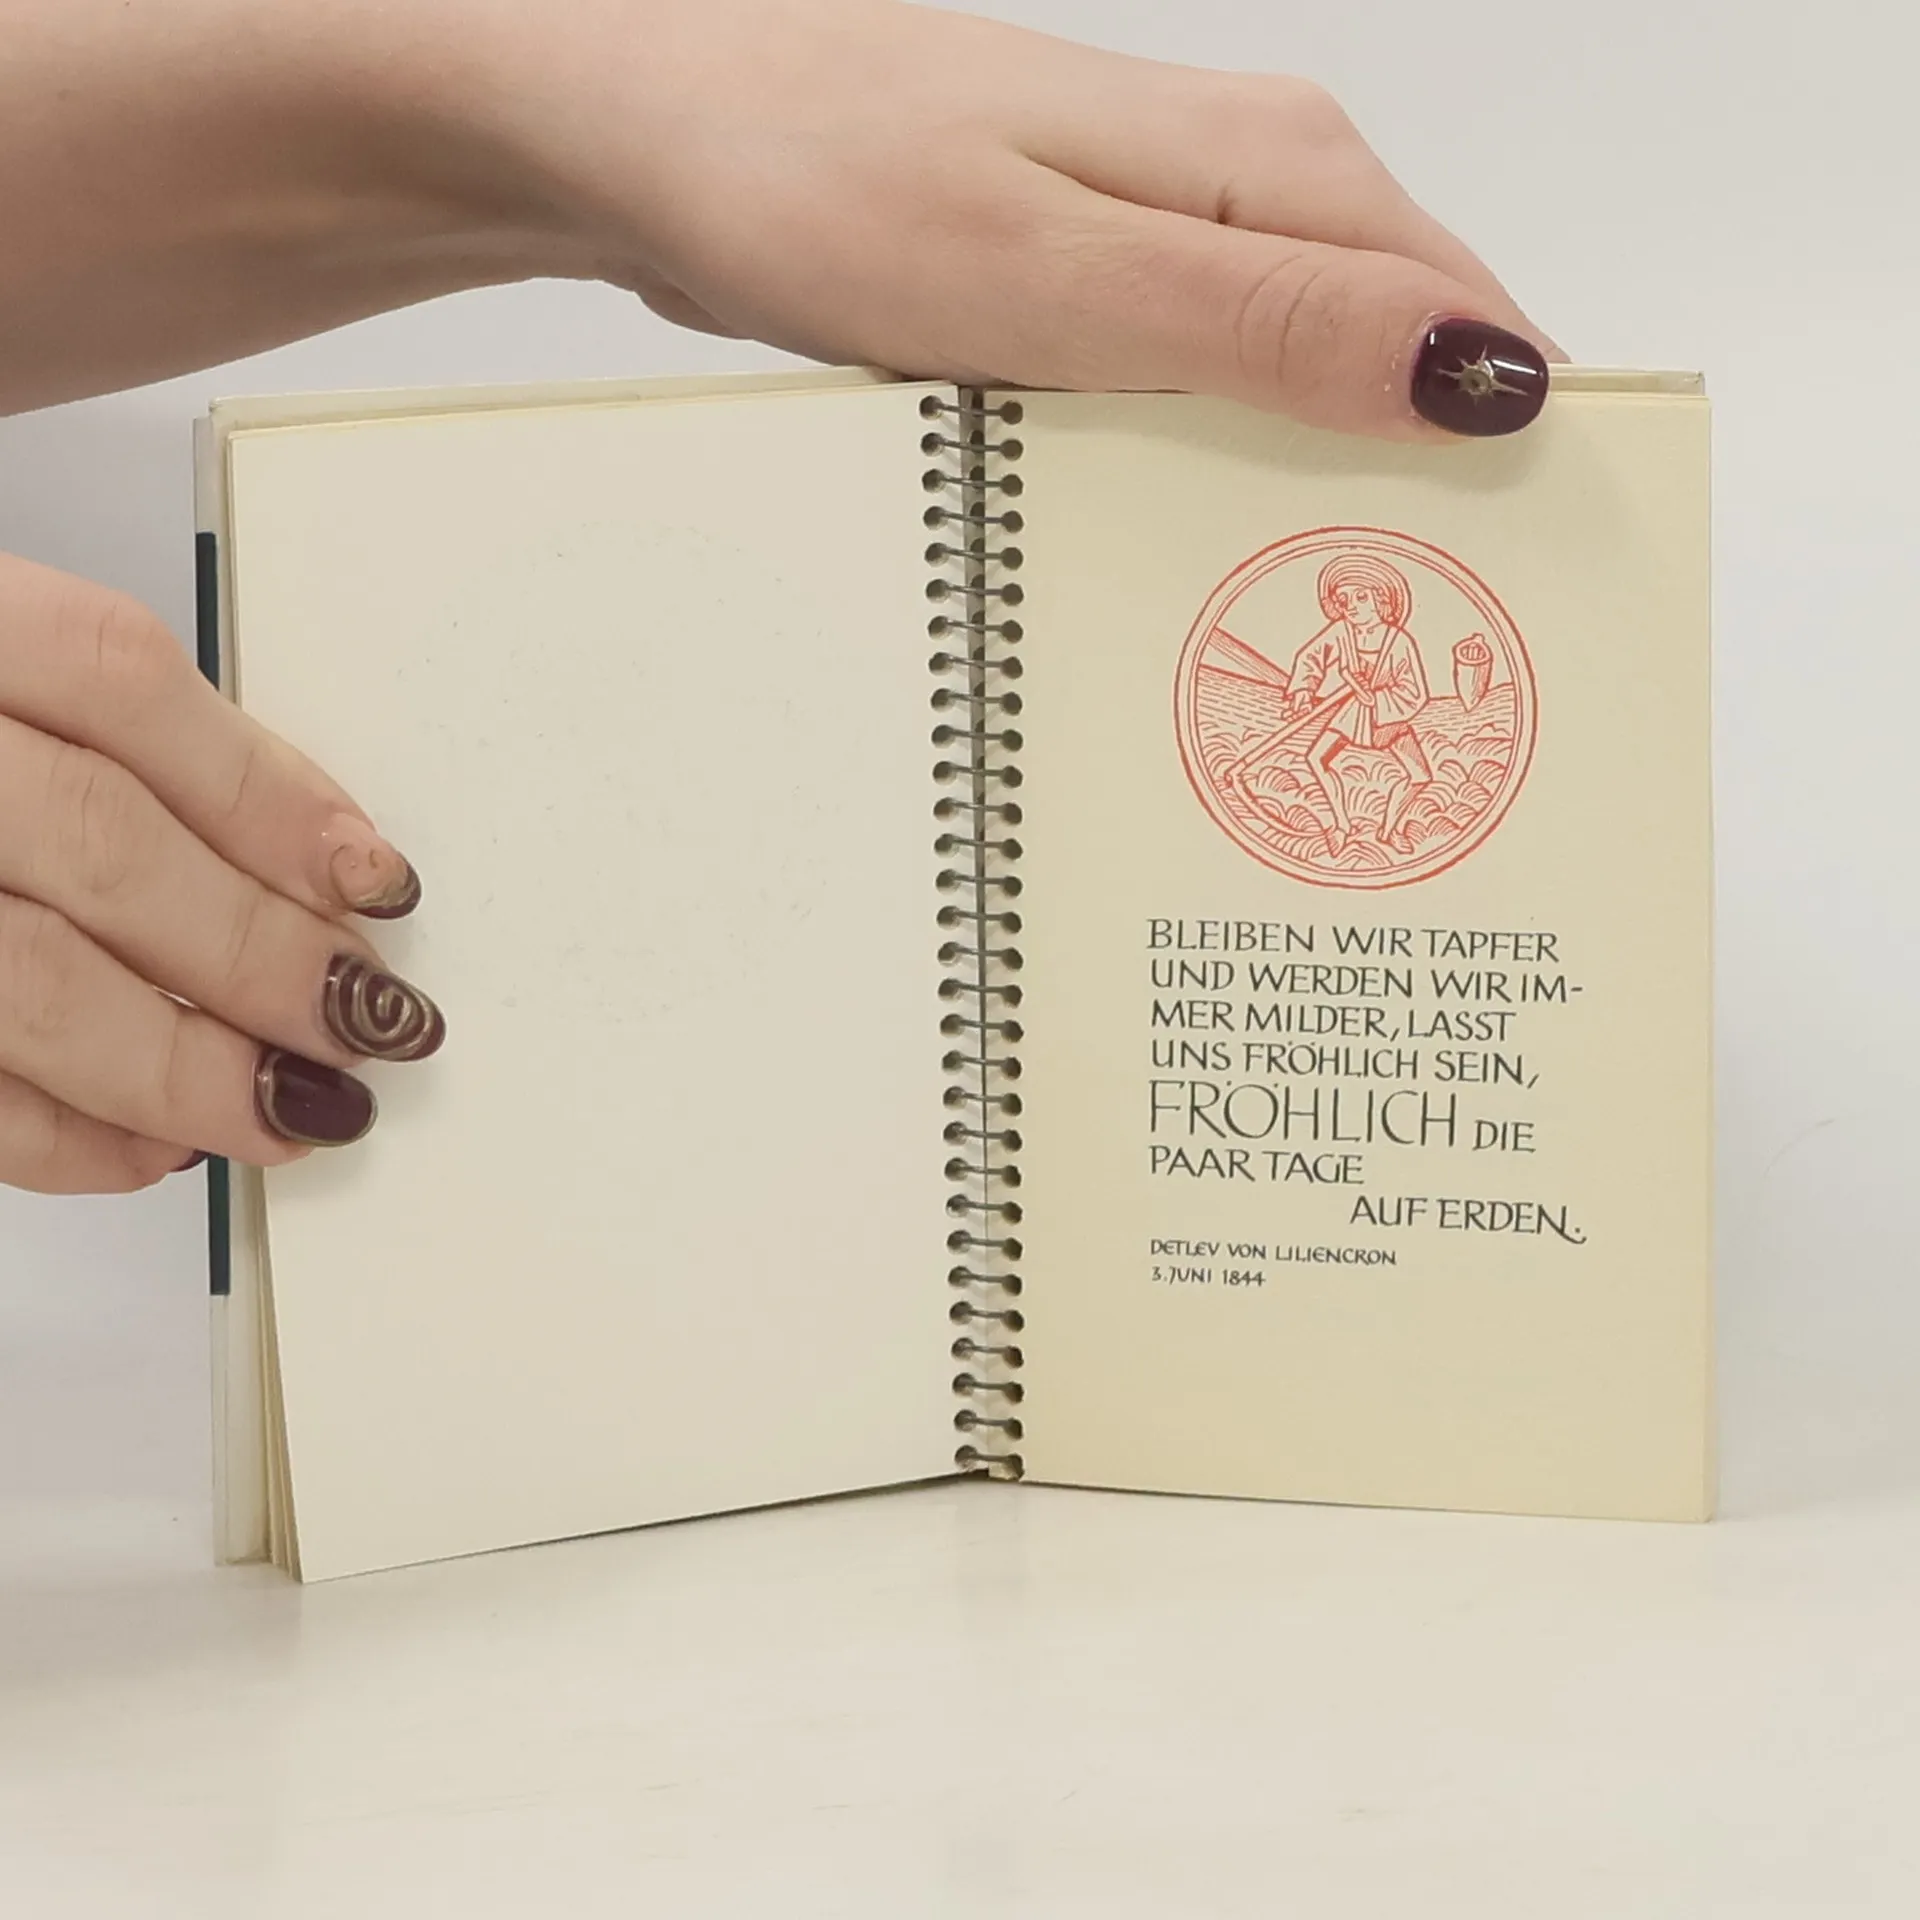 BLEIBEN WIR TAPFER
UND WERDEN WIR IM-
MER MILDER, LASST
UNS FRÖHLICH SEIN,
FRÖHLICH DIE
PAAR TAGE
AUF ERDEN.
DETLEV VON LILIENCRON
3. JUNI 1844